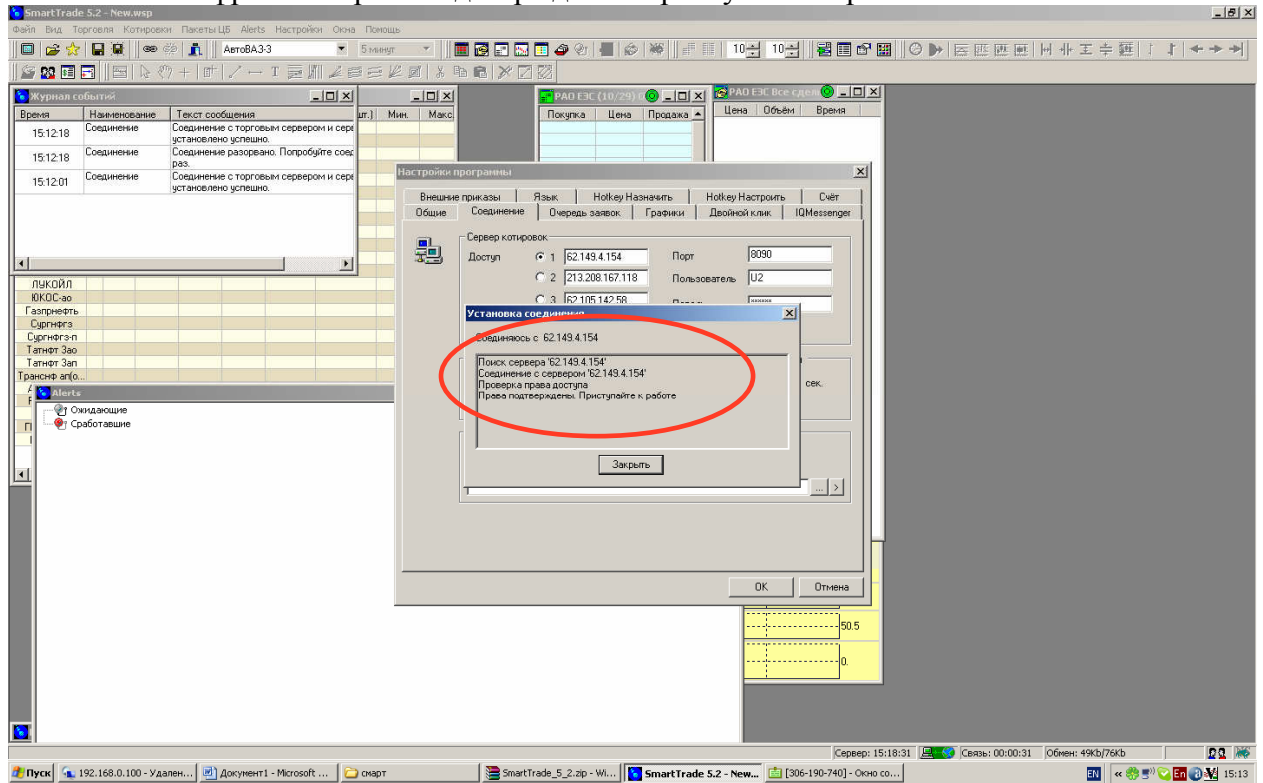 SmartTrade 5.2 - New.wsp
Файл Вид Торговля Котировки Пакеты ЦБ Alerts Настройки Окна Помощь
АвтоВАЗ-3 5 минут 10 10
Журнал событий
Время Наименование Текст сообщения
15:12:18 Соединение Соединение с торговым сервером и серв
установлено успешно.
15:12:18 Соединение Соединение разорвано. Попробуйте соед
раз.
15:12:01 Соединение Соединение с торговым сервером и серв
установлено успешно.
шт.) Мин. Макс
РАО ЕЭС (10/29)
Покупка Цена Продажа
РАО ЕЭС Все сдел
Цена Объём Время
ЛУКОЙЛ
ЮКОС-ао
Газпрнефть
Сургнфгз
Сургнфгз-п
Татнфт 3ао
Татнфт 3ап
Транснф ап(о...
Alerts
Ожидающие
Сработавшие
Настройки программы
Внешние приказы Язык Hotkey Назначить Hotkey Настроить Счёт
Общие Соединение Очередь заявок Графики Двойной клик IQMessenger
Сервер котировок
Доступ 1 62.149.4.154 Порт 8090
2 213.208.167.118 Пользователь U2
3 62.105.142.58 ******
сек.
Установка соединения
Соединяюсь с 62.149.4.154
Поиск сервера '62.149.4.154'
Соединение с сервером '62.149.4.154'
Проверка права доступа
Права подтверждены. Приступайте к работе
Закрыть
... >
OK Отмена
50.5
0.
Сервер: 15:18:31 Связь: 00:00:31 Обмен: 49Kb/76Kb
Пуск 192.168.0.100 - Удален... Документ1 - Microsoft ... смарт SmartTrade_5_2.zip - Wi... SmartTrade 5.2 - New... [306-190-740] - Окно со... EN « En 15:13